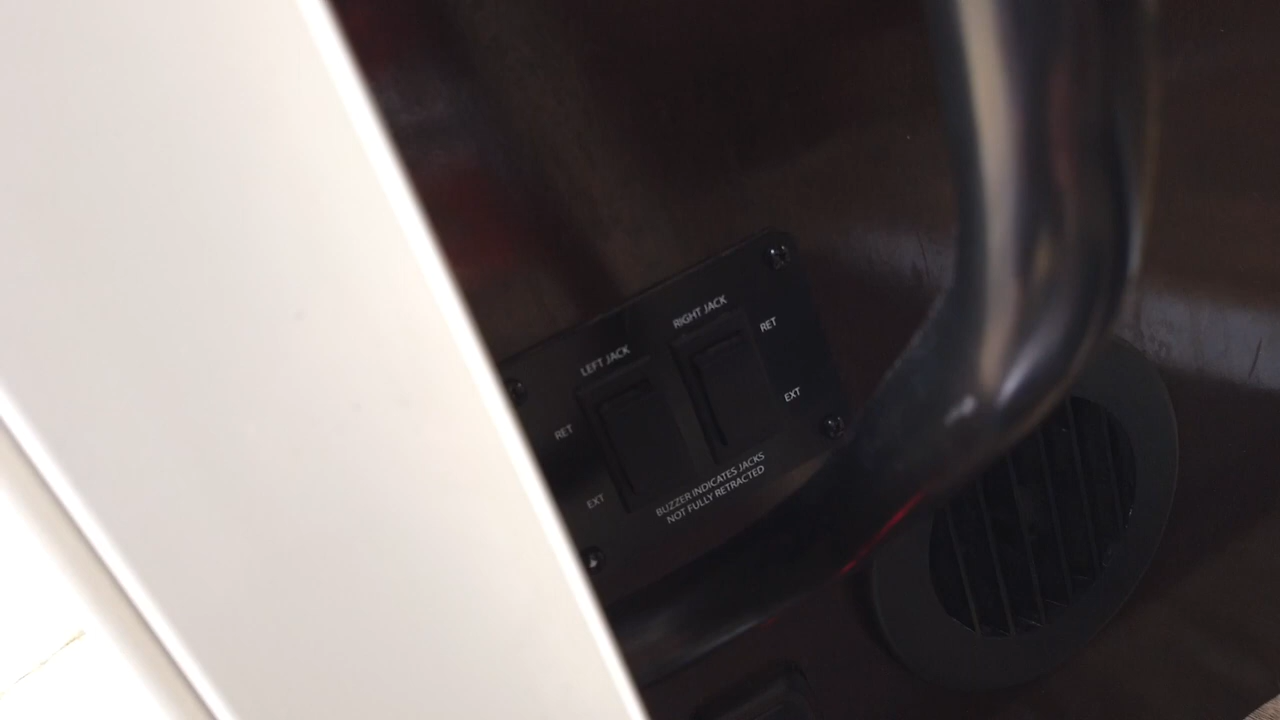 LEFT JACK
RIGHT JACK
RET
RET
EXT
EXT
BUZZER INDICATES JACKS
NOT FULLY RETRACTED